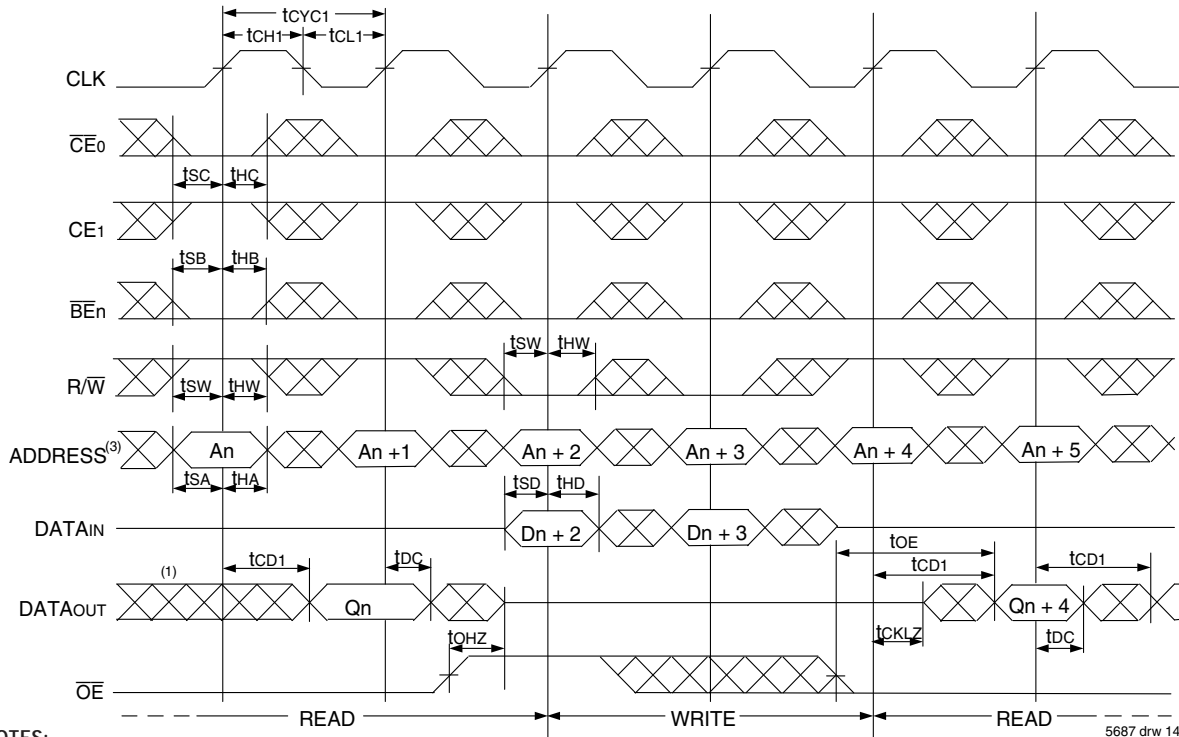 tCYC1
tCH1 tCL1
CLK
CE0
tSC tHC
CE1
tSB tHB
BEn
tSW tHW
R/W
tSW tHW
ADDRESS(3) An An +1 An + 2 An + 3 An + 4 An + 5
tSA tHA tSD tHD
DATAIN Dn + 2 Dn + 3
tOE
tCD1 tDC tCD1 tCD1
(1)
DATAOUT Qn Qn + 4
tOHZ tCKLZ tDC
OE
READ WRITE READ
5687 drw 14